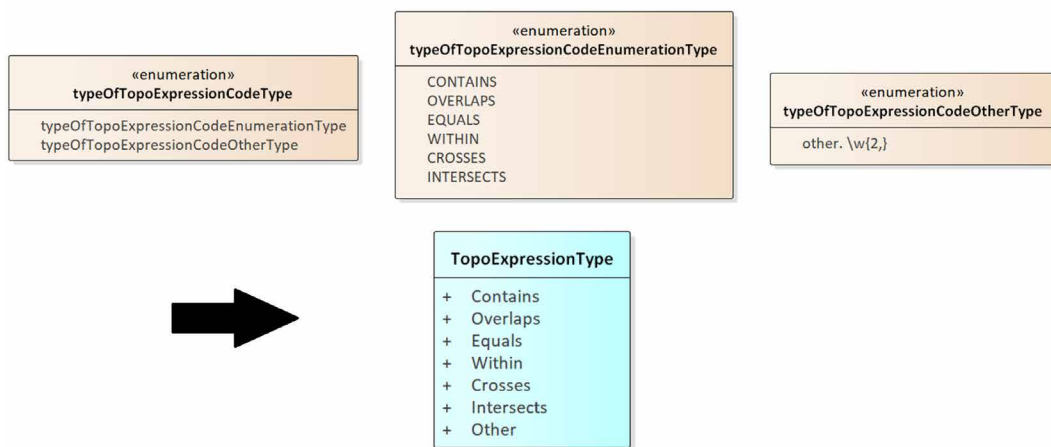 «enumeration»
typeOfTopoExpressionCodeType
typeOfTopoExpressionCodeEnumerationType
typeOfTopoExpressionCodeOtherType
«enumeration»
typeOfTopoExpressionCodeEnumerationType
CONTAINS
OVERLAPS
EQUALS
WITHIN
CROSSES
INTERSECTS
«enumeration»
typeOfTopoExpressionCodeOtherType
other. \w{2,}
TopoExpressionType
+ Contains
+ Overlaps
+ Equals
+ Within
+ Crosses
+ Intersects
+ Other